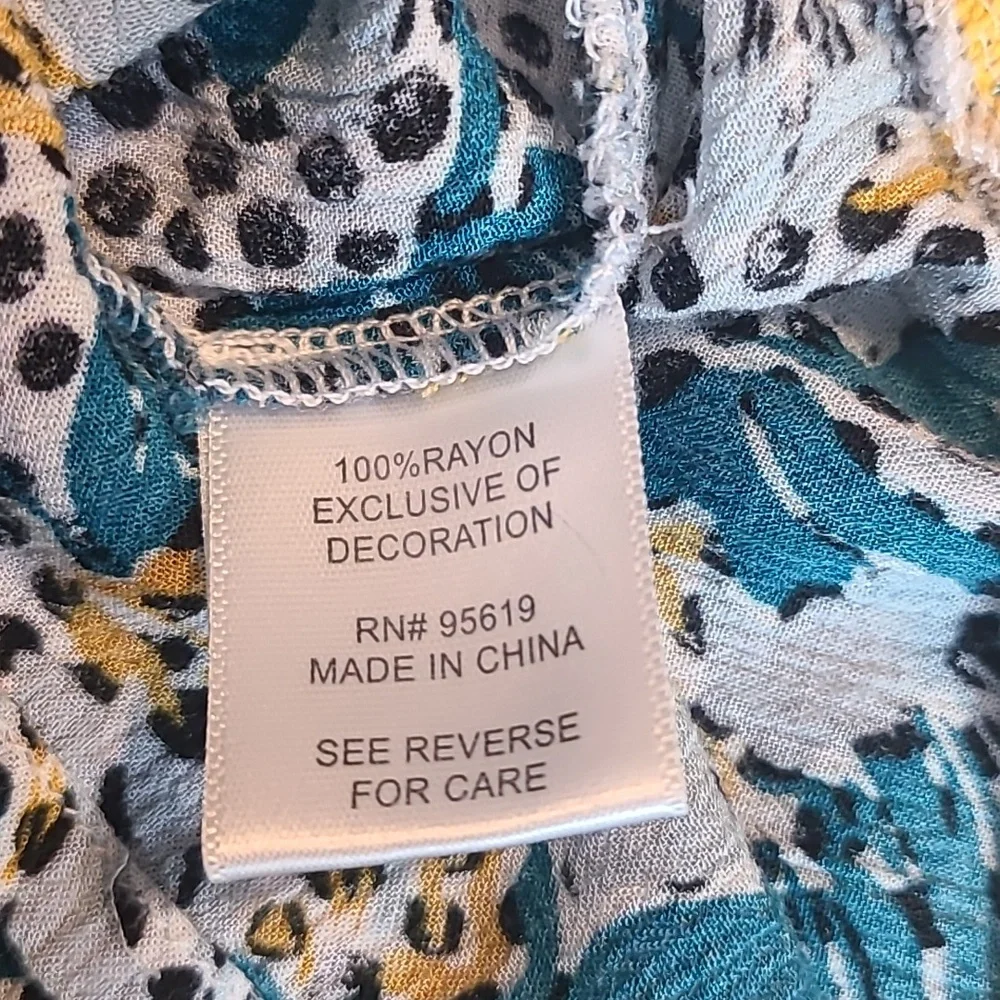 100%RAYON
EXCLUSIVE OF
DECORATION
RN# 95619
MADE IN CHINA
SEE REVERSE
FOR CARE